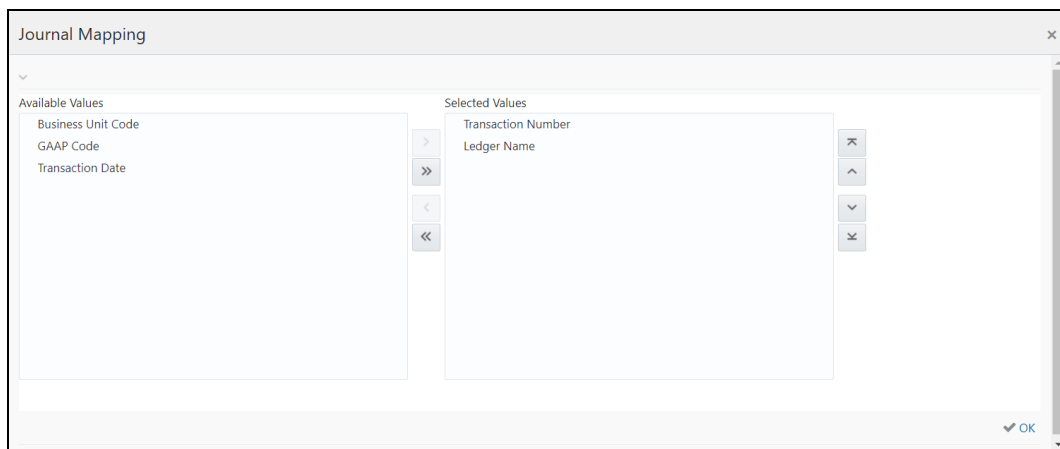 Journal Mapping
Available Values
Selected Values
Business Unit Code
GAAP Code
Transaction Date
Transaction Number
Ledger Name
OK